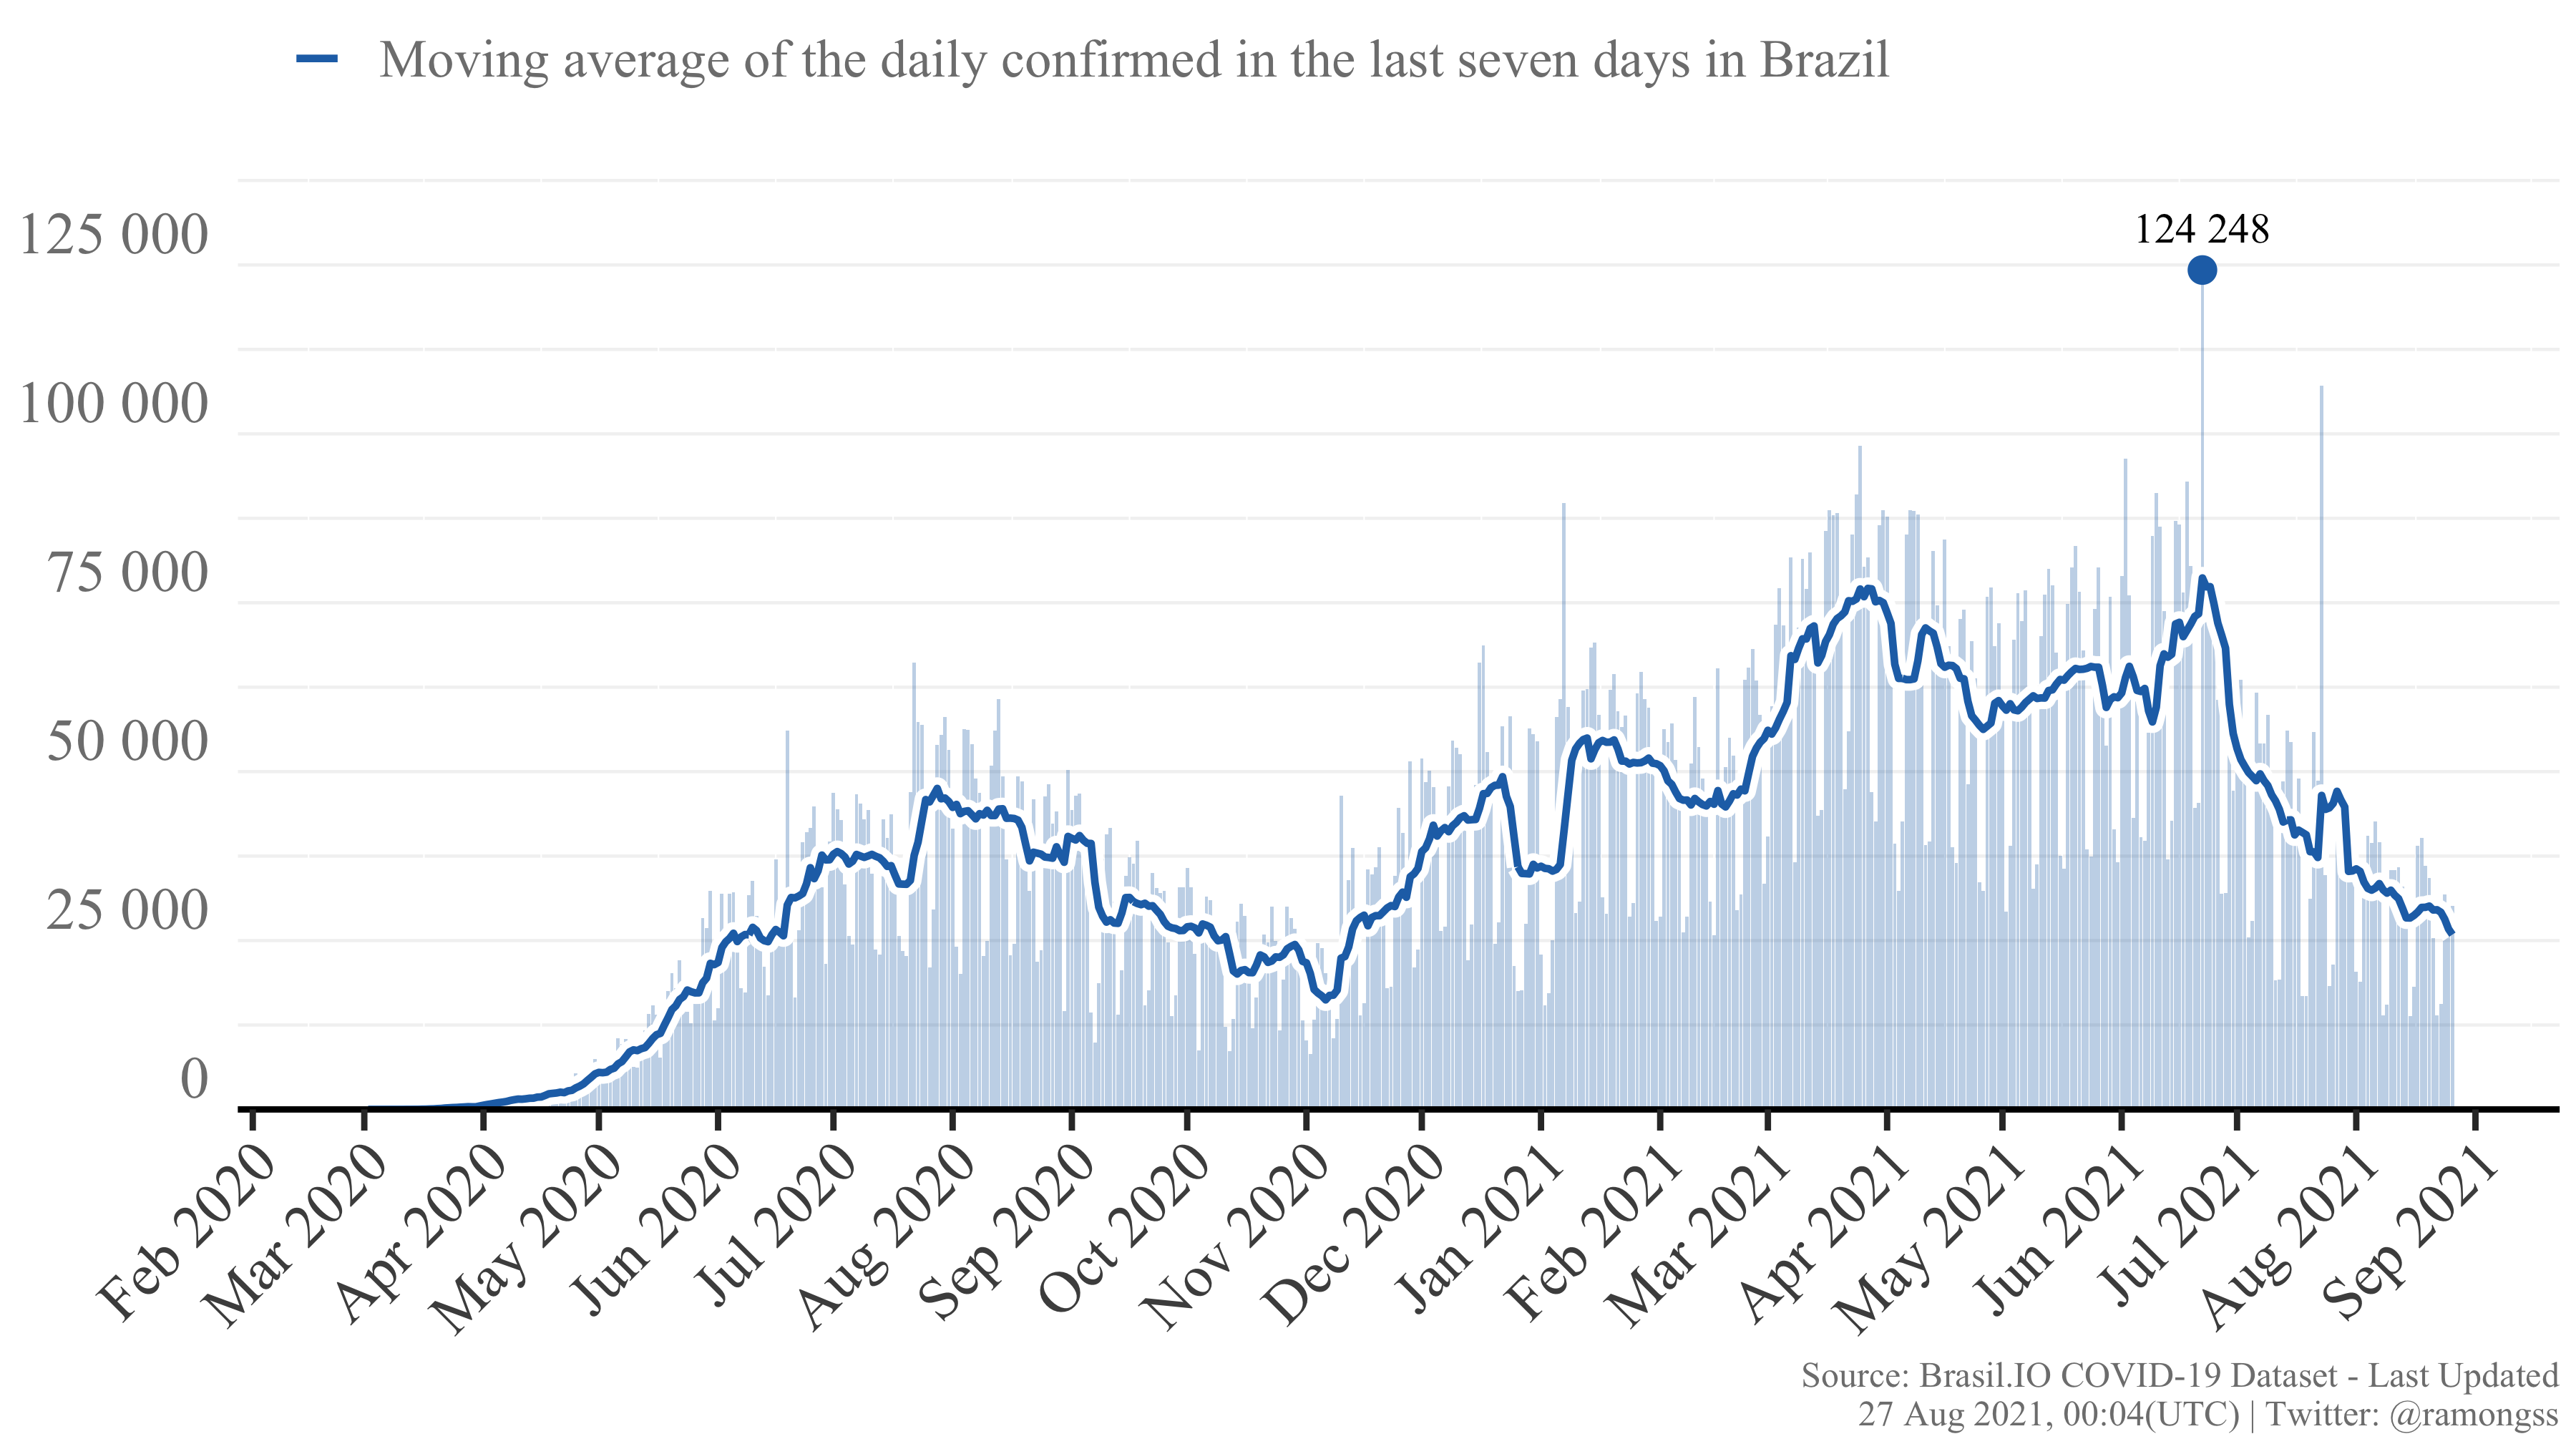 Moving average of the daily confirmed in the last seven days in Brazil
125 000
124 248
100 000
75 000
50 000
25 000
0
Feb 2020
Mar 2020
Apr 2020
May 2020
Jun 2020
Jul 2020
Aug 2020
Sep 2020
Oct 2020
Nov 2020
Dec 2020
Jan 2021
Feb 2021
Mar 2021
Apr 2021
May 2021
Jun 2021
Jul 2021
Aug 2021
Sep 2021
Source: Brasil.IO COVID-19 Dataset - Last Updated
27 Aug 2021, 00:04(UTC) | Twitter: @ramongss